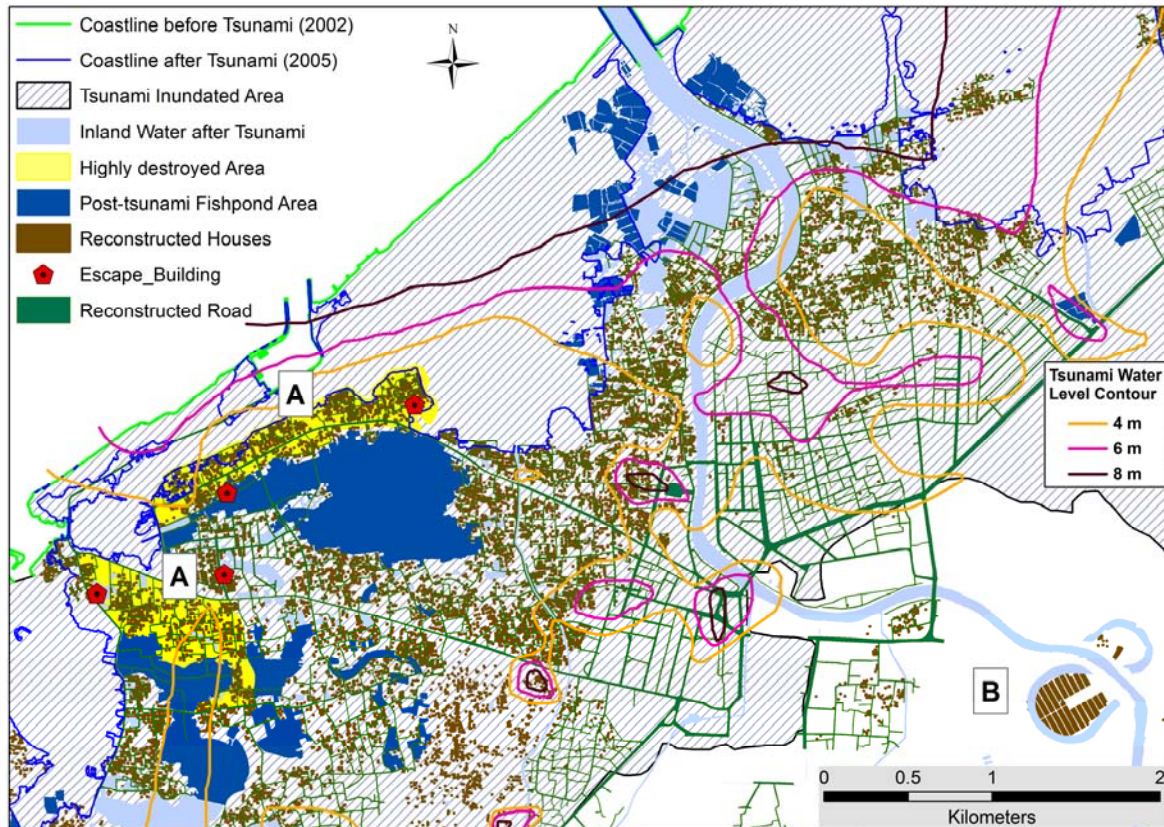 Coastline before Tsunami (2002)
Coastline after Tsunami (2005)
Tsunami Inundated Area
Inland Water after Tsunami
Highly destroyed Area
Post-tsunami Fishpond Area
Reconstructed Houses
Escape_Building
Reconstructed Road
N
Tsunami Water
Level Contour
4 m
6 m
8 m
A
A
B
0 0.5 1 2
Kilometers